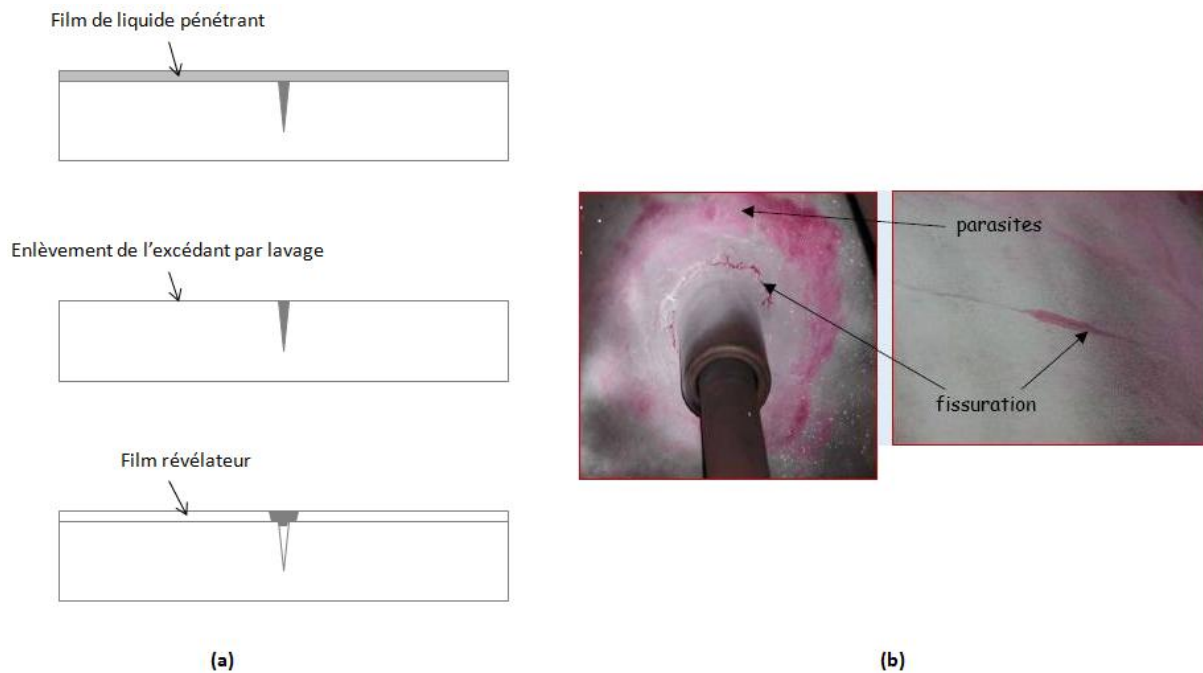 Film de liquide pénétrant
Enlèvement de l'excédant par lavage
Film révélateur
(a)
parasites
fissuration
(b)